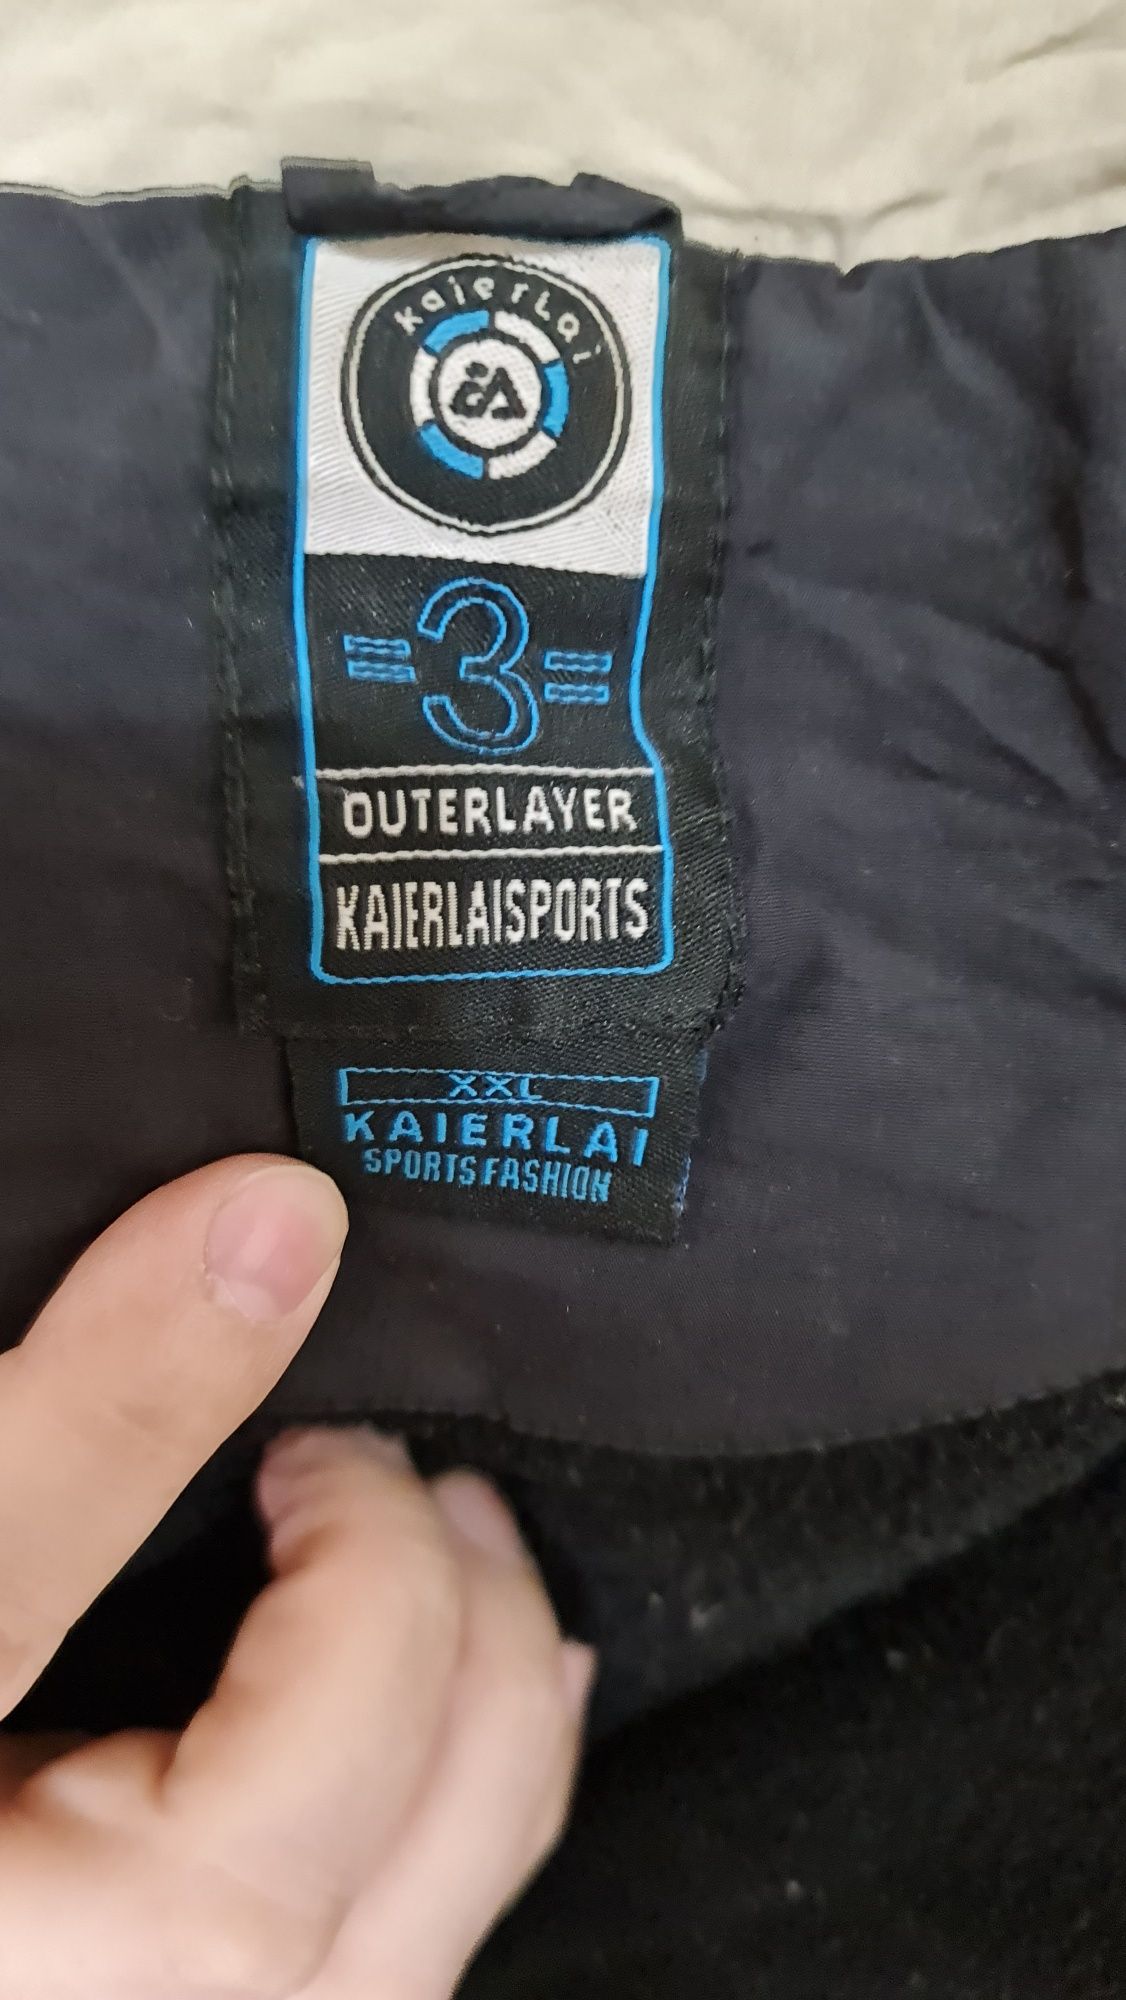 kaierLai
=3=
OUTERLAYER
KAIERLAISPORTS
XXL
KAIERLAI
SPORTS FASHION